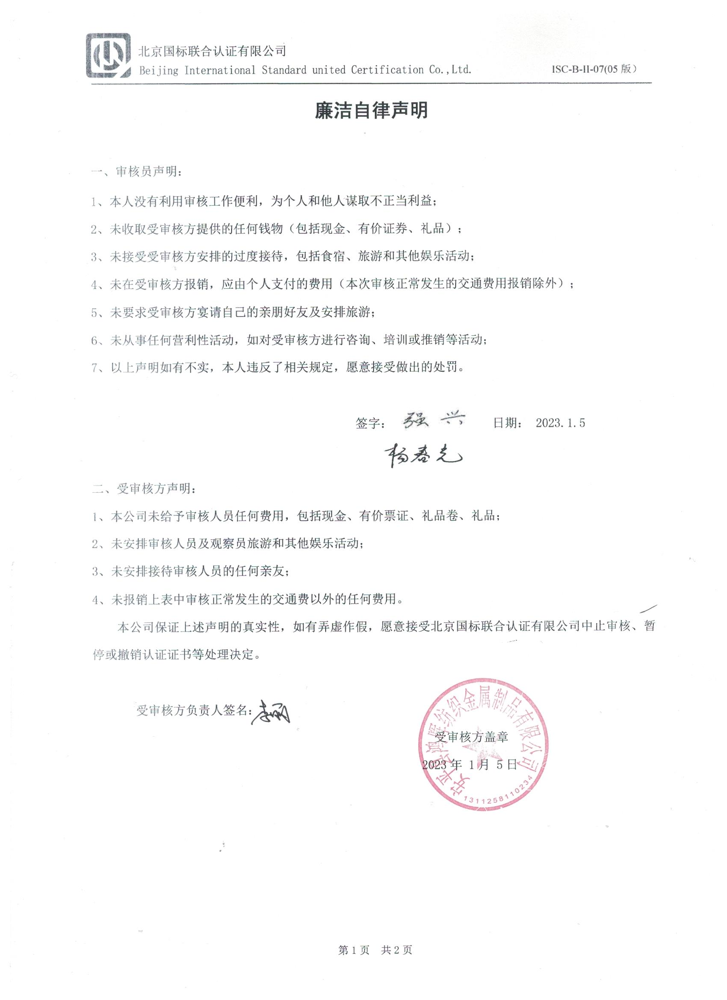 北京国标联合认证有限公司
Beijing International Standard united Certification Co.,Ltd.
ISC-B-II-07(05 版）
廉洁自律声明
一、审核员声明：
1、本人没有利用审核工作便利，为个人和他人谋取不正当利益；
2、未收取受审核方提供的任何钱物（包括现金、有价证券、礼品）；
3、未接受受审核方安排的过度接待，包括食宿、旅游和其他娱乐活动；
4、未在受审核方报销，应由个人支付的费用（本次审核正常发生的交通费用报销除外）；
5、未要求受审核方宴请自己的亲朋好友及安排旅游；
6、未从事任何营利性活动，如对受审核方进行咨询、培训或推销等活动；
7、以上声明如有不实，本人违反了相关规定，愿意接受做出的处罚。
签字： 强兴 日期： 2023.1.5
杨春光
二、受审核方声明：
1、本公司未给予审核人员任何费用，包括现金、有价票证、礼品卷、礼品；
2、未安排审核人员及观察员旅游和其他娱乐活动；
3、未安排接待审核人员的任何亲友；
4、未报销上表中审核正常发生的交通费以外的任何费用。
本公司保证上述声明的真实性，如有弄虚作假，愿意接受北京国标联合认证有限公司中止审核、暂
停或撤销认证证书等处理决定。
受审核方负责人签名：李
安平县鸿晖纺织金属制品有限公司
受审核方盖章
2023 年 1 月 5 日
1311258110234
第 1 页 共 2 页